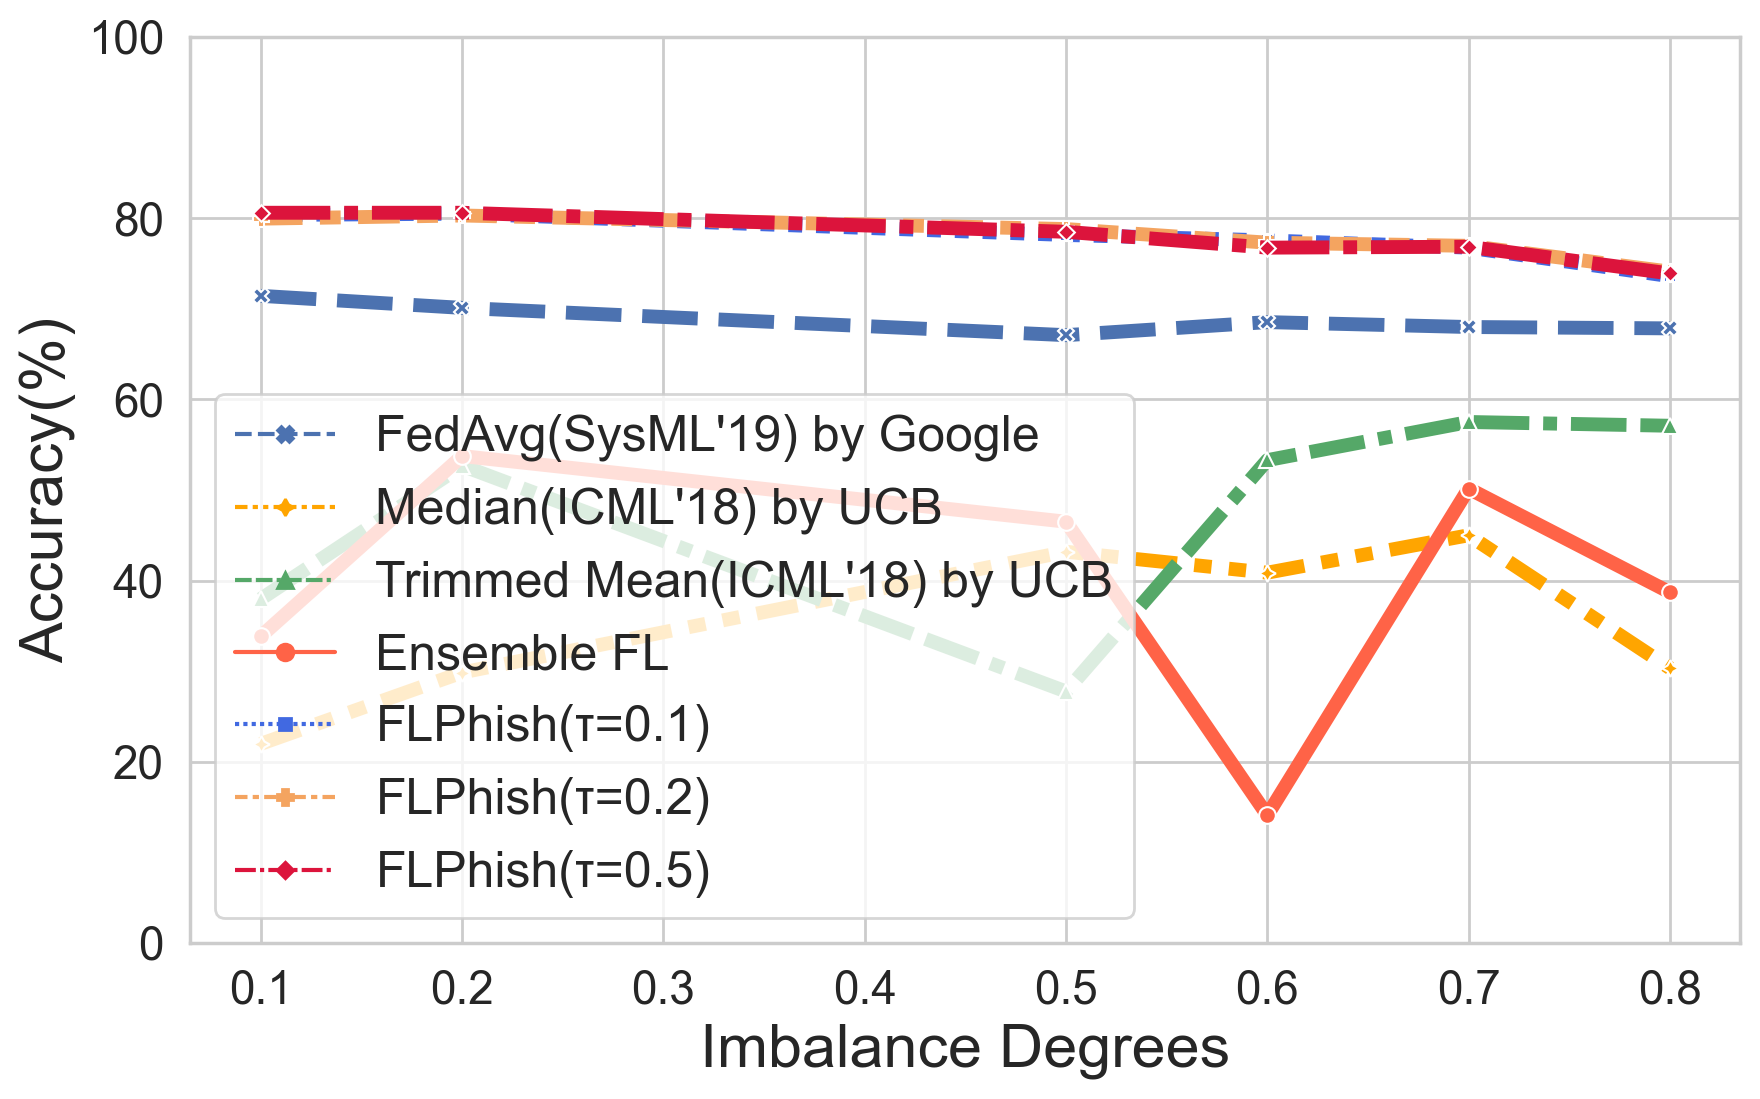 100
80
60
40
20
0
Accuracy(%)
FedAvg(SysML'19) by Google
Median(ICML'18) by UCB
Trimmed Mean(ICML'18) by UCB
Ensemble FL
FLPhish(τ=0.1)
FLPhish(τ=0.2)
FLPhish(τ=0.5)
0.1 0.2 0.3 0.4 0.5 0.6 0.7 0.8
Imbalance Degrees